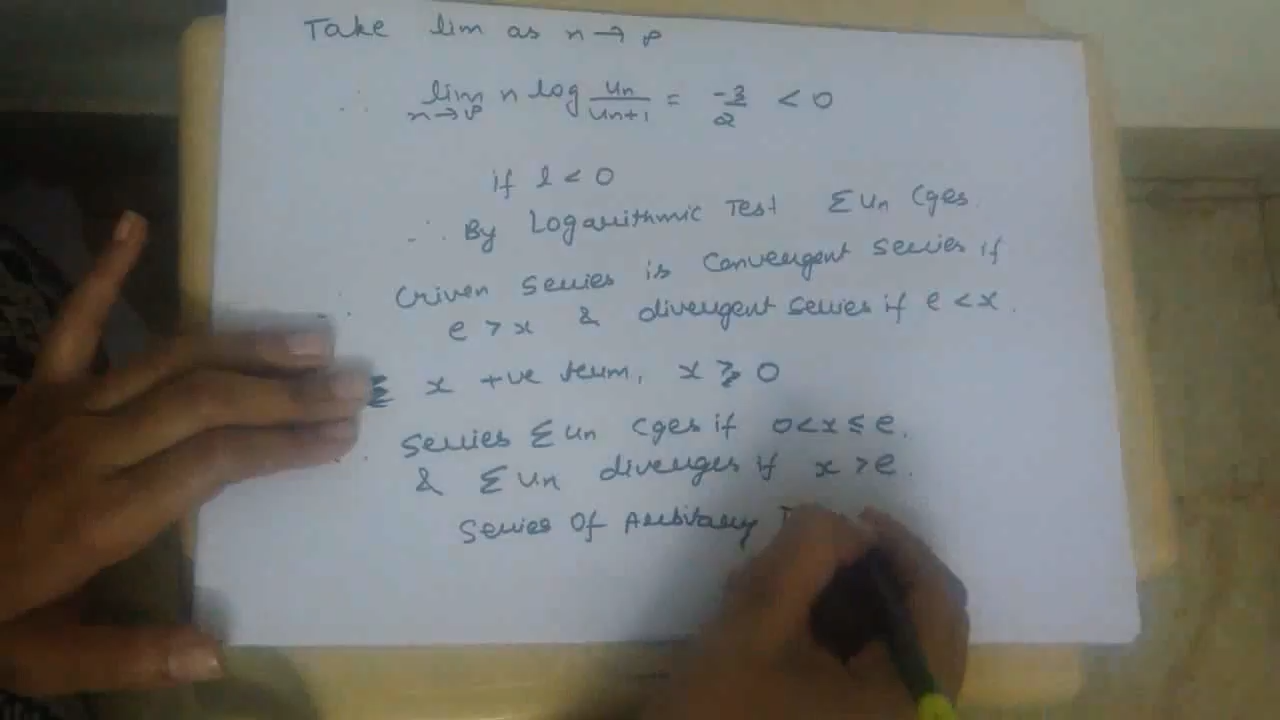 Take lim as n→∞
∴ lim n→∞ n log un/un+1 = -3/2 < 0
if l < 0
∴ By Logarithmic Test Σun Cges.
∴ Given series is Convergent series if
e > x & divergent series if e < x.
x +ve term, x ≥ 0
∴ series Σun Cges if 0<x≤e.
& Σun diverges if x > e.
Series Of Arbitary